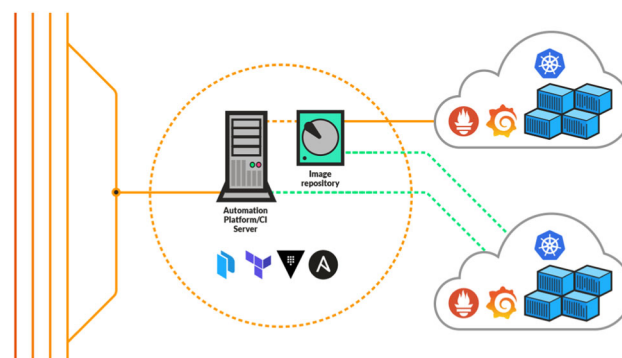 Image
repository
Automation
Platform/CI
Server